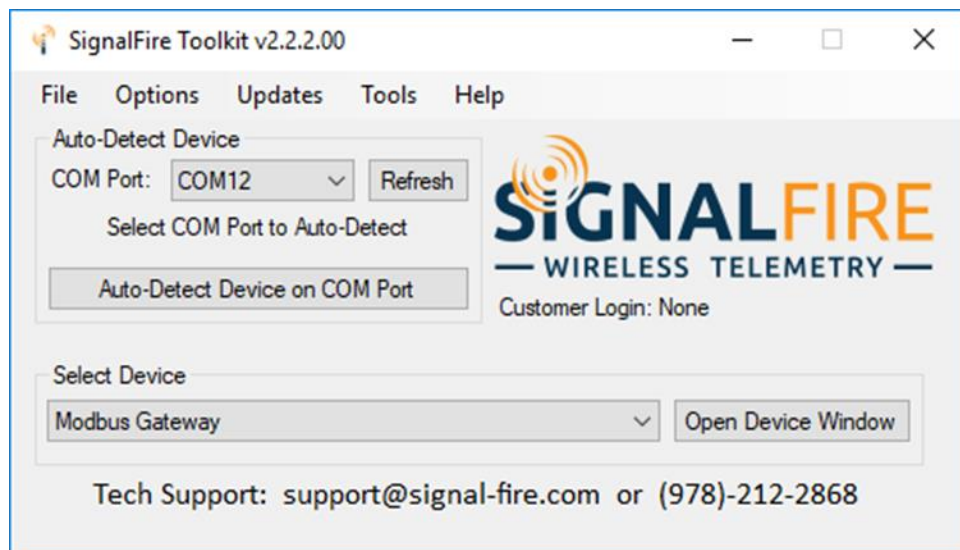 SignalFire Toolkit v2.2.2.00
File Options Updates Tools Help
Auto-Detect Device
COM Port: COM12 Refresh
Select COM Port to Auto-Detect
Auto-Detect Device on COM Port
SIGNALFIRE
WIRELESS TELEMETRY
Customer Login: None
Select Device
Modbus Gateway Open Device Window
Tech Support: support@signal-fire.com or (978)-212-2868